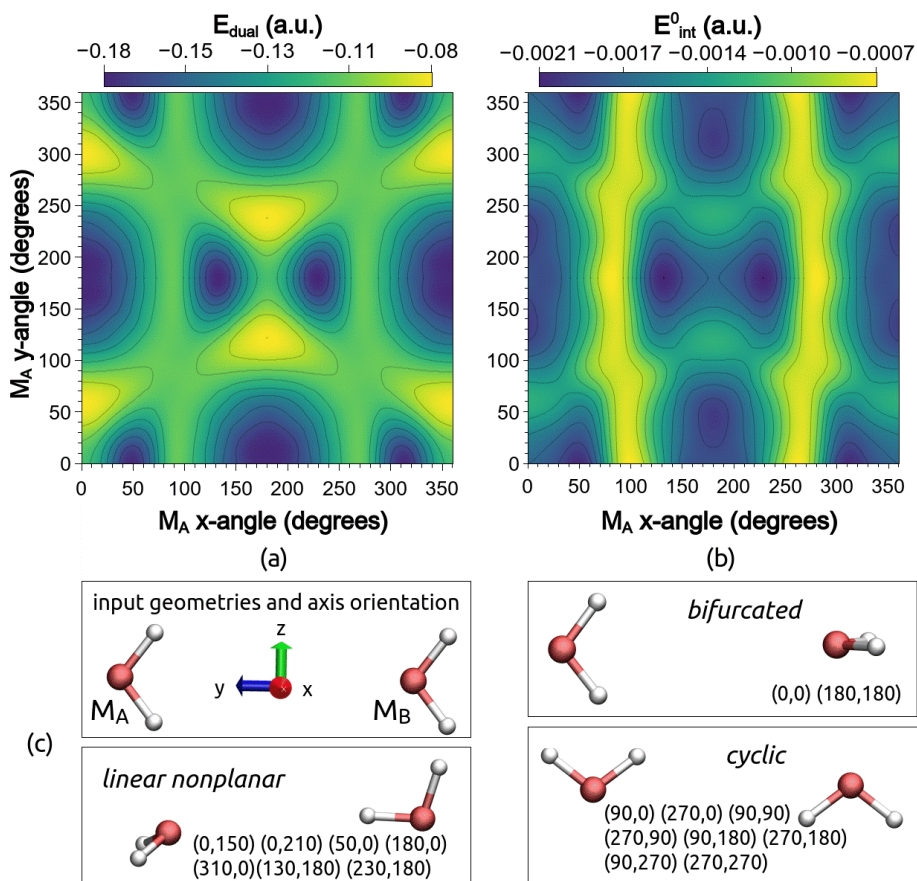 E_dual (a.u.)
−0.18 −0.15 −0.13 −0.11 −0.08
350
300
250
200
150
100
50
0
M_A y-angle (degrees)
0 50 100 150 200 250 300 350
M_A x-angle (degrees)
(a)
E⁰_int (a.u.)
−0.0021 −0.0017 −0.0014 −0.0010 −0.0007
350
300
250
200
150
100
50
0
0 50 100 150 200 250 300 350
M_A x-angle (degrees)
(b)
(c)
input geometries and axis orientation
z
y x x
M_A M_B
bifurcated
(0,0) (180,180)
linear nonplanar
(0,150) (0,210) (50,0) (180,0)
(310,0)(130,180) (230,180)
cyclic
(90,0) (270,0) (90,90)
(270,90) (90,180) (270,180)
(90,270) (270,270)